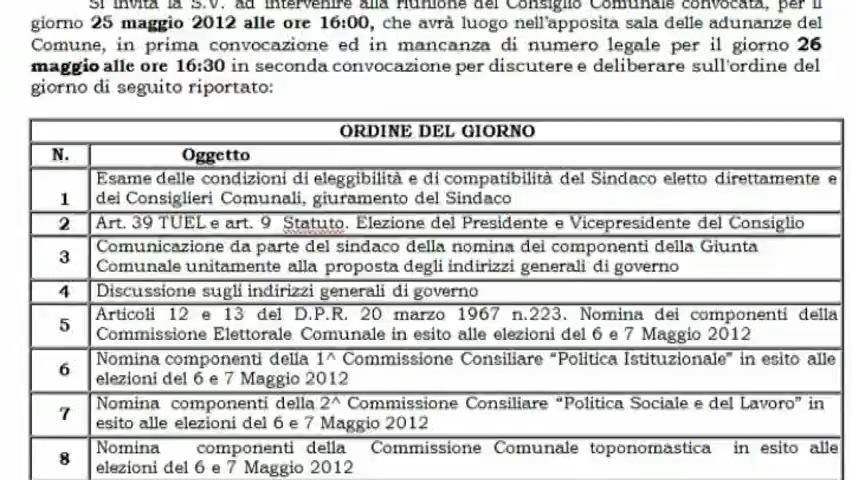 Si invita la S.V. ad intervenire alla riunione del Consiglio Comunale convocata, per il
giorno 25 maggio 2012 alle ore 16:00, che avrà luogo nell'apposita sala delle adunanze del
Comune, in prima convocazione ed in mancanza di numero legale per il giorno 26
maggio alle ore 16:30 in seconda convocazione per discutere e deliberare sull'ordine del
giorno di seguito riportato:
ORDINE DEL GIORNO
N. Oggetto
1 Esame delle condizioni di eleggibilità e di compatibilità del Sindaco eletto direttamente e
dei Consiglieri Comunali, giuramento del Sindaco
2 Art. 39 TUEL e art. 9 Statuto. Elezione del Presidente e Vicepresidente del Consiglio
3 Comunicazione da parte del sindaco della nomina dei componenti della Giunta
Comunale unitamente alla proposta degli indirizzi generali di governo
4 Discussione sugli indirizzi generali di governo
5 Articoli 12 e 13 del D.P.R. 20 marzo 1967 n.223. Nomina dei componenti della
Commissione Elettorale Comunale in esito alle elezioni del 6 e 7 Maggio 2012
6 Nomina componenti della 1^ Commissione Consiliare “Politica Istituzionale” in esito alle
elezioni del 6 e 7 Maggio 2012
7 Nomina componenti della 2^ Commissione Consiliare “Politica Sociale e del Lavoro” in
esito alle elezioni del 6 e 7 Maggio 2012
8 Nomina componenti della Commissione Comunale toponomastica in esito alle
elezioni del 6 e 7 Maggio 2012